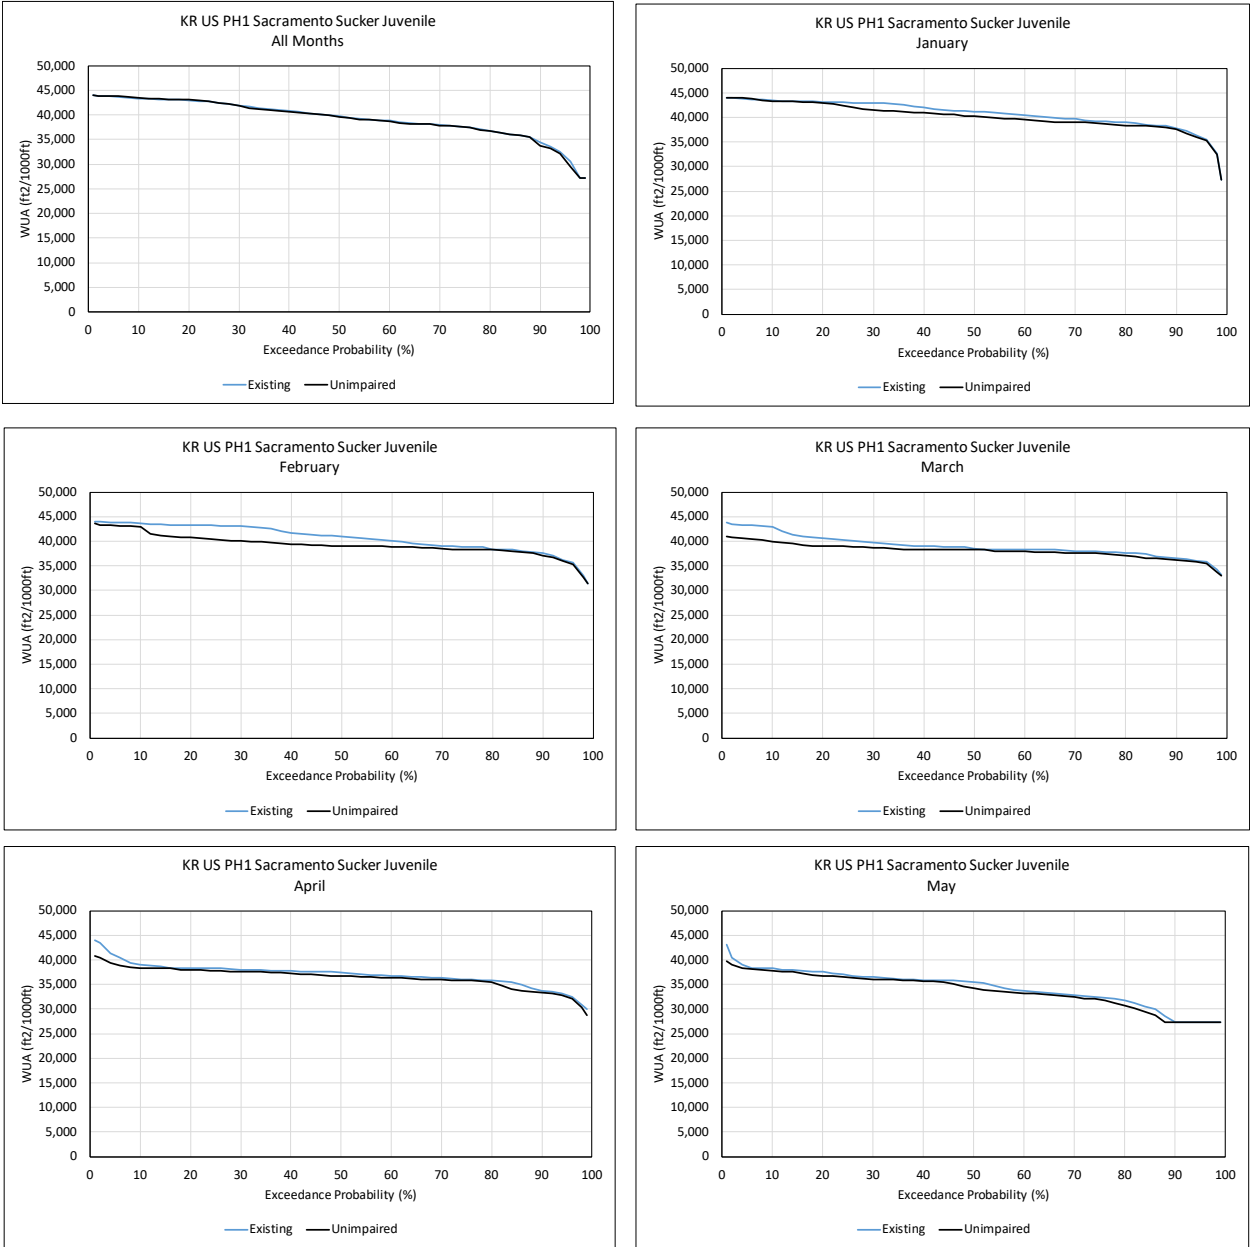 KR US PH1 Sacramento Sucker Juvenile
All Months
50,000
45,000
40,000
35,000
30,000
25,000
20,000
15,000
10,000
5,000
0
WUA (ft2/1000ft)
0 10 20 30 40 50 60 70 80 90 100
Exceedance Probability (%)
Existing Unimpaired
KR US PH1 Sacramento Sucker Juvenile
January
50,000
45,000
40,000
35,000
30,000
25,000
20,000
15,000
10,000
5,000
0
WUA (ft2/1000ft)
0 10 20 30 40 50 60 70 80 90 100
Exceedance Probability (%)
Existing Unimpaired
KR US PH1 Sacramento Sucker Juvenile
February
50,000
45,000
40,000
35,000
30,000
25,000
20,000
15,000
10,000
5,000
0
WUA (ft2/1000ft)
0 10 20 30 40 50 60 70 80 90 100
Exceedance Probability (%)
Existing Unimpaired
KR US PH1 Sacramento Sucker Juvenile
March
50,000
45,000
40,000
35,000
30,000
25,000
20,000
15,000
10,000
5,000
0
WUA (ft2/1000ft)
0 10 20 30 40 50 60 70 80 90 100
Exceedance Probability (%)
Existing Unimpaired
KR US PH1 Sacramento Sucker Juvenile
April
50,000
45,000
40,000
35,000
30,000
25,000
20,000
15,000
10,000
5,000
0
WUA (ft2/1000ft)
0 10 20 30 40 50 60 70 80 90 100
Exceedance Probability (%)
Existing Unimpaired
KR US PH1 Sacramento Sucker Juvenile
May
50,000
45,000
40,000
35,000
30,000
25,000
20,000
15,000
10,000
5,000
0
WUA (ft2/1000ft)
0 10 20 30 40 50 60 70 80 90 100
Exceedance Probability (%)
Existing Unimpaired